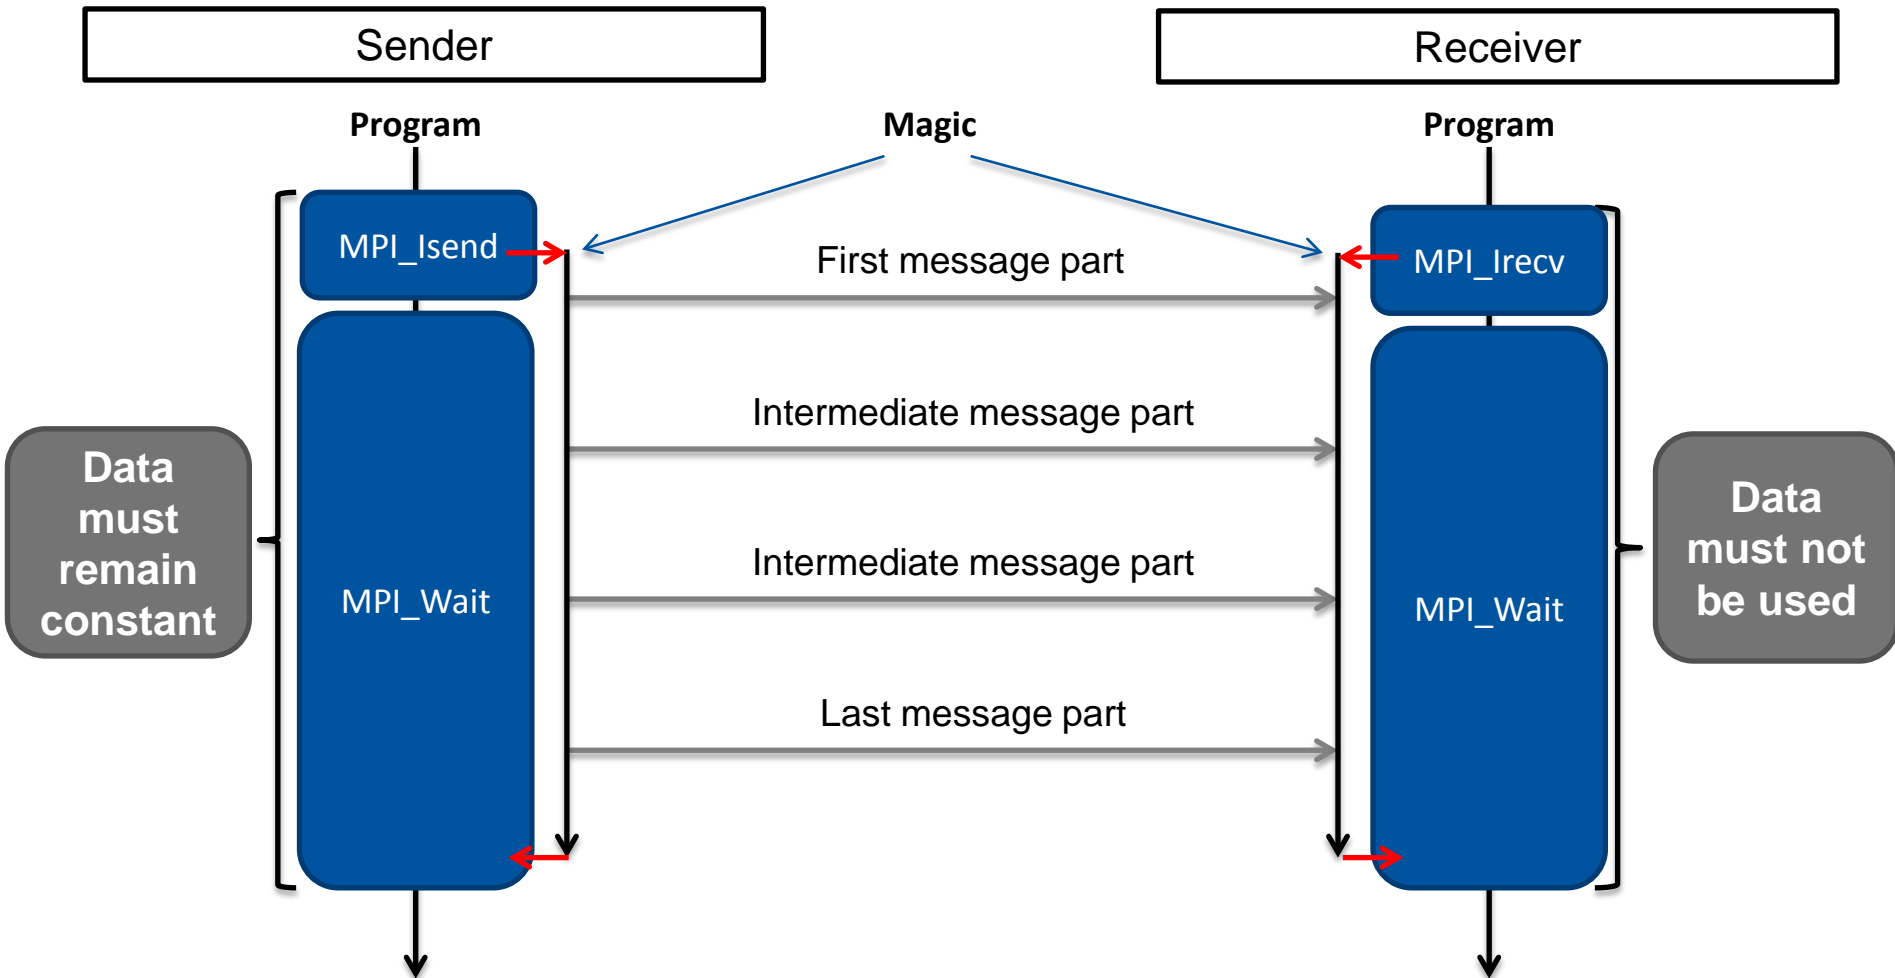 Sender
Receiver
Program
Magic
Program
MPI_Isend
First message part
MPI_Irecv
Intermediate message part
Data
must
remain
constant
Data
must not
be used
Intermediate message part
MPI_Wait
MPI_Wait
Last message part